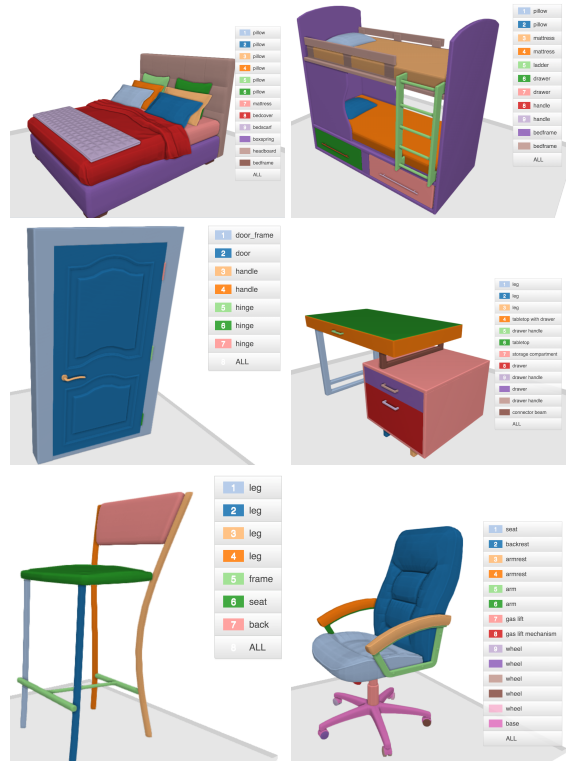 1 pillow
2 pillow
3 pillow
4 pillow
5 pillow
6 pillow
7 mattress
8 bedcover
9 bedscarf
boxspring
headboard
bedframe
ALL
1 pillow
2 pillow
3 mattress
4 mattress
5 ladder
6 drawer
7 drawer
8 handle
9 handle
bedframe
bedframe
ALL
1 door_frame
2 door
3 handle
4 handle
5 hinge
6 hinge
7 hinge
8 ALL
1 leg
2 leg
3 leg
4 tabletop with drawer
5 drawer handle
6 tabletop
7 storage compartment
8 drawer
9 drawer handle
drawer
drawer handle
connector beam
ALL
1 leg
2 leg
3 leg
4 leg
5 frame
6 seat
7 back
8 ALL
1 seat
2 backrest
3 armrest
4 armrest
5 arm
6 arm
7 gas lift
8 gas lift mechanism
9 wheel
wheel
wheel
wheel
wheel
base
ALL